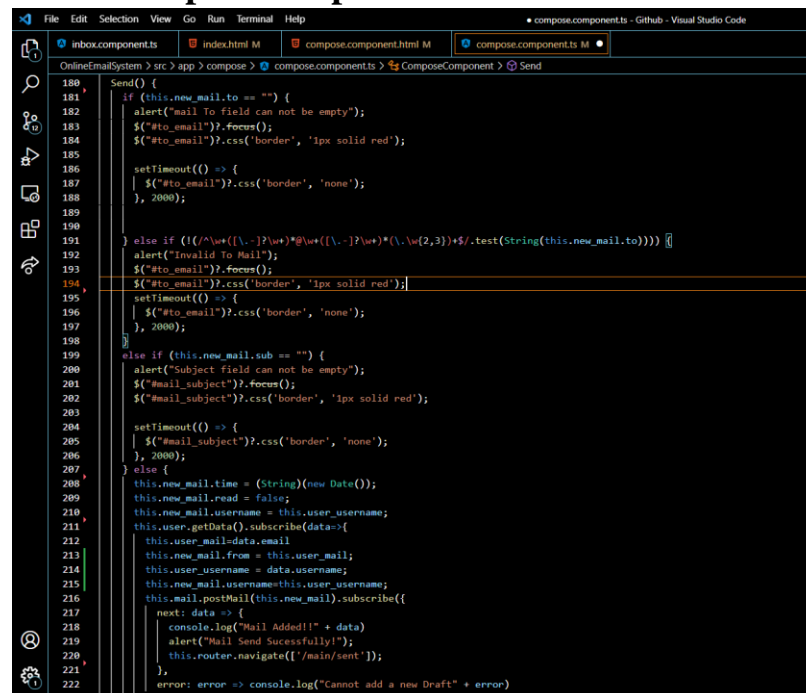 File Edit Selection View Go Run Terminal Help ● compose.component.ts - Github - Visual Studio Code
inbox.component.ts index.html M compose.component.html M compose.component.ts M ●
OnlineEmailSystem > src > app > compose > compose.component.ts > ComposeComponent > Send
180 Send() {
181 if (this.new_mail.to == "") {
182 alert("mail To field can not be empty");
183 $("#to_email")?.focus();
184 $("#to_email")?.css('border', '1px solid red');
185
186 setTimeout(() => {
187 $("#to_email")?.css('border', 'none');
188 }, 2000);
189
190
191 } else if (!(/^\w+([\.-]?\w+)*@\w+([\.-]?\w+)*(\.\w{2,3})+$/.test(String(this.new_mail.to)))) {
192 alert("Invalid To Mail");
193 $("#to_email")?.focus();
194 $("#to_email")?.css('border', '1px solid red');
195 setTimeout(() => {
196 $("#to_email")?.css('border', 'none');
197 }, 2000);
198 }
199 else if (this.new_mail.sub == "") {
200 alert("Subject field can not be empty");
201 $("#mail_subject")?.focus();
202 $("#mail_subject")?.css('border', '1px solid red');
203
204 setTimeout(() => {
205 $("#mail_subject")?.css('border', 'none');
206 }, 2000);
207 } else {
208 this.new_mail.time = (String)(new Date());
209 this.new_mail.read = false;
210 this.new_mail.username = this.user_username;
211 this.user.getData().subscribe(data=>{
212 this.user_mail=data.email
213 this.new_mail.from = this.user_mail;
214 this.user_username = data.username;
215 this.new_mail.username=this.user_username;
216 this.mail.postMail(this.new_mail).subscribe({
217 next: data => {
218 console.log("Mail Added!!" + data)
219 alert("Mail Send Sucessfully!");
220 this.router.navigate(['/main/sent']);
221 },
222 error: error => console.log("Cannot add a new Draft" + error)
1
12
1